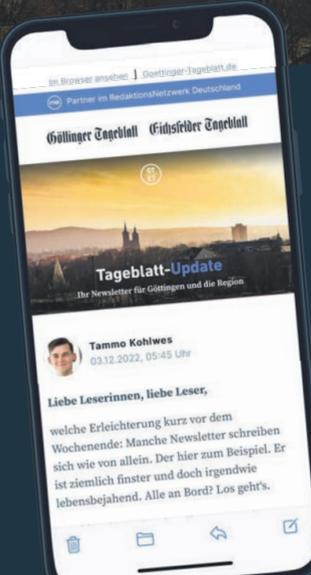 Im Browser ansehen | Goettinger-Tageblatt.de
RND Partner im RedaktionsNetzwerk Deutschland
Göttinger Tageblatt Eichsfelder Tageblatt
GT
ET
Tageblatt-Update
Ihr Newsletter für Göttingen und die Region
Tammo Kohlwes
03.12.2022, 05:45 Uhr
Liebe Leserinnen, liebe Leser,
welche Erleichterung kurz vor dem
Wochenende: Manche Newsletter schreiben
sich wie von allein. Der hier zum Beispiel. Er
ist ziemlich finster und doch irgendwie
lebensbejahend. Alle an Bord? Los geht's.